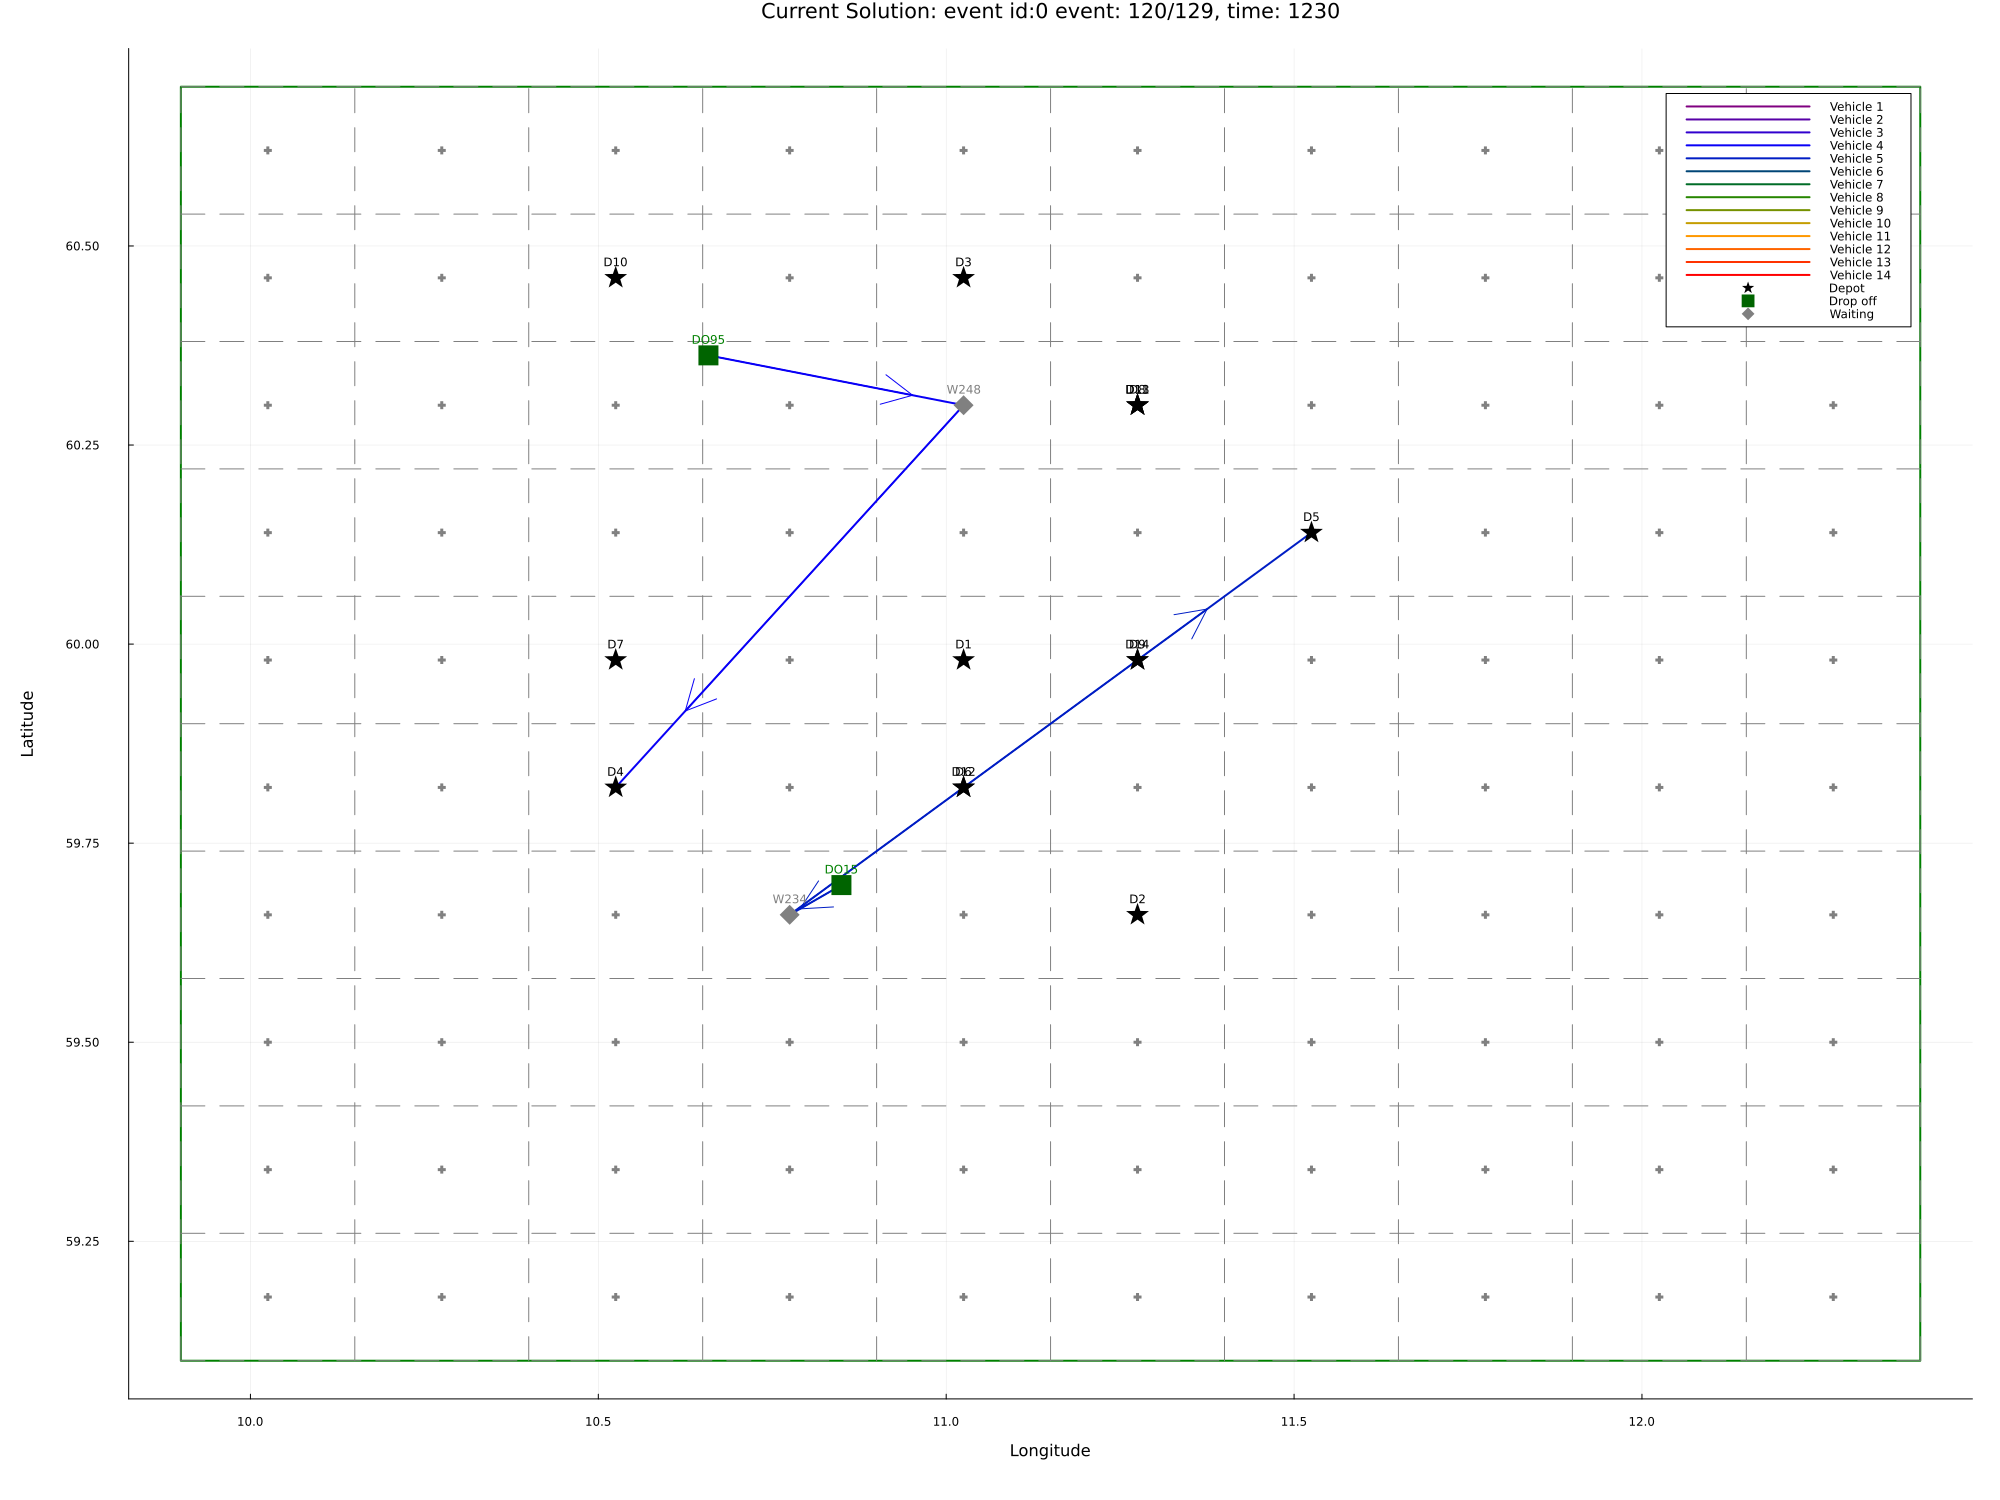 Current Solution: event id:0 event: 120/129, time: 1230
Vehicle 1
Vehicle 2
Vehicle 3
Vehicle 4
Vehicle 5
Vehicle 6
Vehicle 7
Vehicle 8
Vehicle 9
Vehicle 10
Vehicle 11
Vehicle 12
Vehicle 13
Vehicle 14
Depot
Drop off
Waiting
60.50
D10
D3
DO95
W248
60.25
D5
60.00
D7
D1
Latitude
D4
59.75
DO15
W234
D2
59.50
59.25
10.0
10.5
11.0
11.5
12.0
Longitude